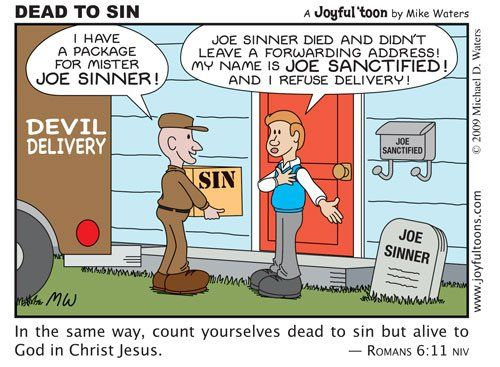 DEAD TO SIN
A Joyful 'toon by Mike Waters
I HAVE
A PACKAGE
FOR MISTER
JOE SINNER!
JOE SINNER DIED AND DIDN'T
LEAVE A FORWARDING ADDRESS!
MY NAME IS JOE SANCTIFIED!
AND I REFUSE DELIVERY!
DEVIL
DELIVERY
SIN
JOE
SANCTIFIED
JOE
SINNER
MW
© 2009 Michael D. Waters
www.joyfultoons.com
In the same way, count yourselves dead to sin but alive to
God in Christ Jesus.
— ROMANS 6:11 NIV